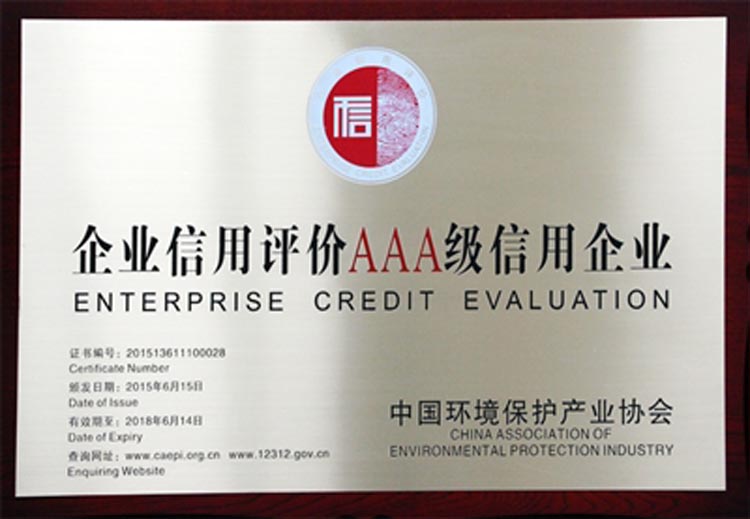 信
ENTERPRISE CREDIT EVALUATION
企业信用评价AAA级信用企业
ENTERPRISE CREDIT EVALUATION
证书编号：201513611100028
Certificate Number
颁发日期：2015年6月15日
Date of Issue
有效期至：2018年6月14日
Date of Expiry
查询网址：www.caepi.org.cn www.12312.gov.cn
Enquiring Website
中国环境保护产业协会
CHINA ASSOCIATION OF
ENVIRONMENTAL PROTECTION INDUSTRY